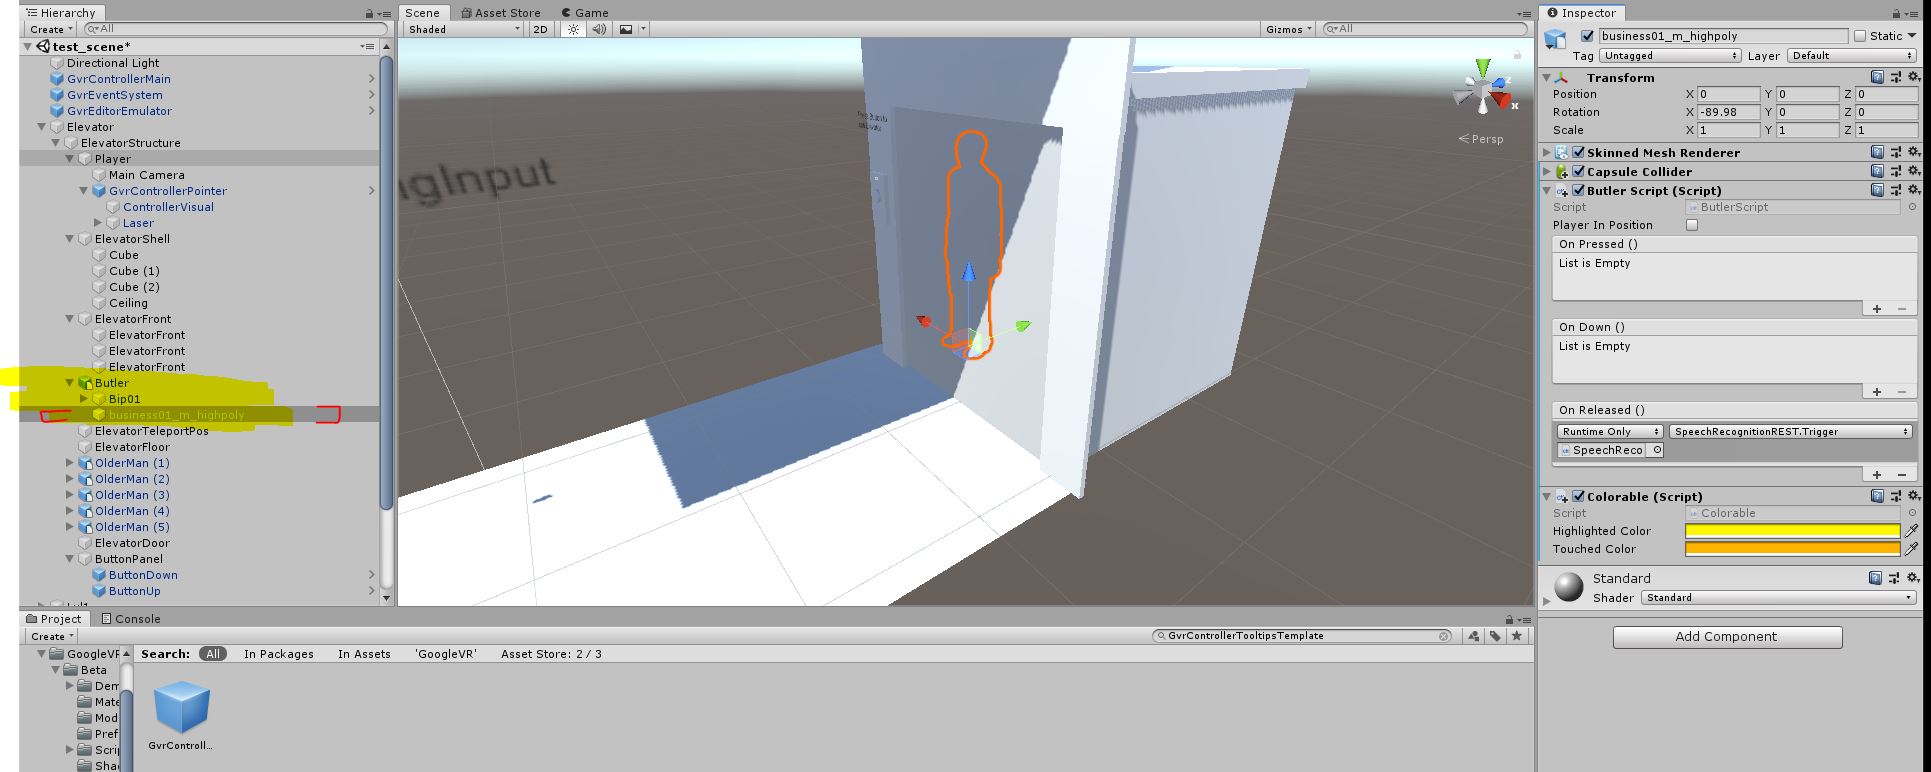 Hierarchy
Create
All
test_scene*
Directional Light
GvrControllerMain
GvrEventSystem
GvrEditorEmulator
Elevator
ElevatorStructure
Player
Main Camera
GvrControllerPointer
ControllerVisual
Laser
ElevatorShell
Cube
Cube (1)
Cube (2)
Ceiling
ElevatorFront
ElevatorFront
ElevatorFront
ElevatorFront
Butler
Bip01
business01_m_highpoly
ElevatorTeleportPos
ElevatorFloor
OlderMan (1)
OlderMan (2)
OlderMan (3)
OlderMan (4)
OlderMan (5)
ElevatorDoor
ButtonPanel
ButtonDown
ButtonUp
Scene Asset Store Game
Shaded 2D Gizmos All
ngInput
z
x
Persp
Inspector
business01_m_highpoly Static
Tag Untagged Layer Default
Transform
Position X 0 Y 0 Z 0
Rotation X -89.98 Y 0 Z 0
Scale X 1 Y 1 Z 1
Skinned Mesh Renderer
Capsule Collider
Butler Script (Script)
Script ButlerScript
Player In Position
On Pressed ()
List is Empty
+ −
On Down ()
List is Empty
+ −
On Released ()
Runtime Only SpeechRecognitionREST.Trigger
SpeechReco
+ −
Colorable (Script)
Script Colorable
Highlighted Color
Touched Color
Standard
Shader Standard
Add Component
Project Console
Create GvrControllerTooltipsTemplate
GoogleVR
Beta
Dem
Mate
Mod
Pref
Scrip
Shad
Search: All In Packages In Assets 'GoogleVR' Asset Store: 2 / 3
GvrControll...